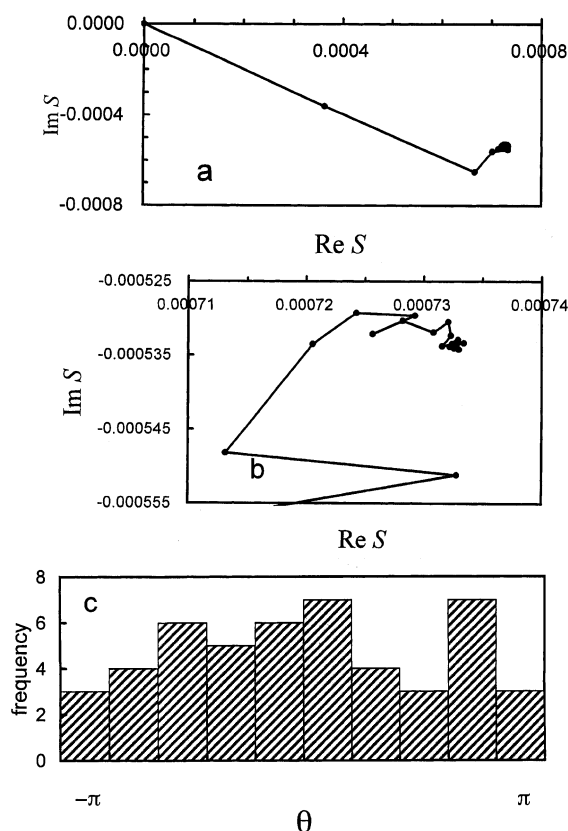 0.0000
0.0000 0.0004 0.0008
-0.0004
-0.0008
Im S
a
Re S
-0.000525
0.00071 0.00072 0.00073 0.00074
-0.000535
-0.000545
-0.000555
Im S
b
Re S
8
6
4
2
0
frequency
c
−π π
θ